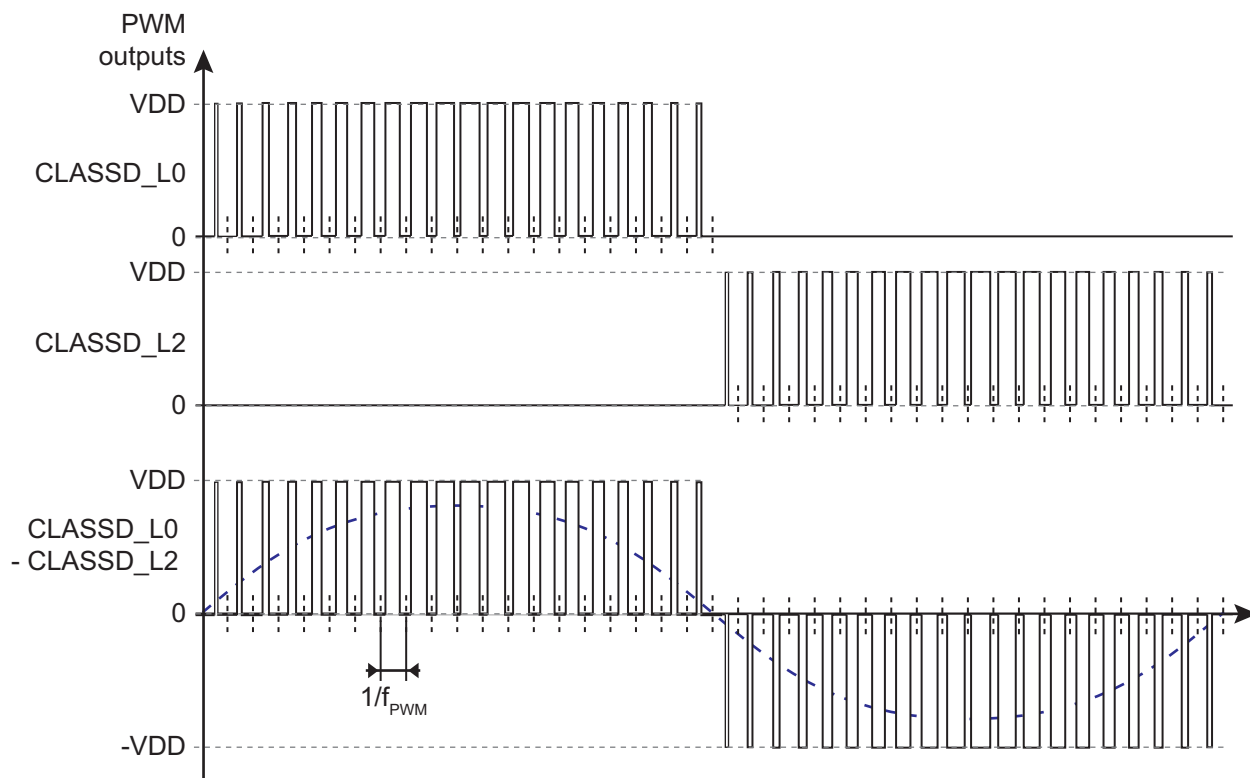 PWM
outputs
VDD
CLASSD_L0
0
VDD
CLASSD_L2
0
VDD
CLASSD_L0
- CLASSD_L2
0
1/fPWM
-VDD